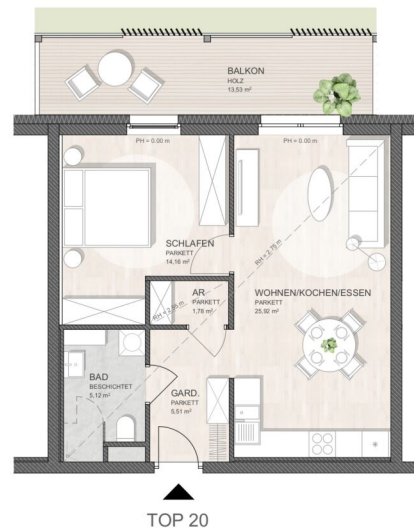 BALKON
HOLZ
13,53 m²
PH = 0.00 m
PH = 0.00 m
SCHLAFEN
PARKETT
14,16 m²
RH = 2.75 m
AR
PARKETT
1,78 m²
WOHNEN/KOCHEN/ESSEN
PARKETT
25,92 m²
BAD
BESCHICHTET
5,12 m²
GARD.
PARKETT
5,51 m²
TOP 20